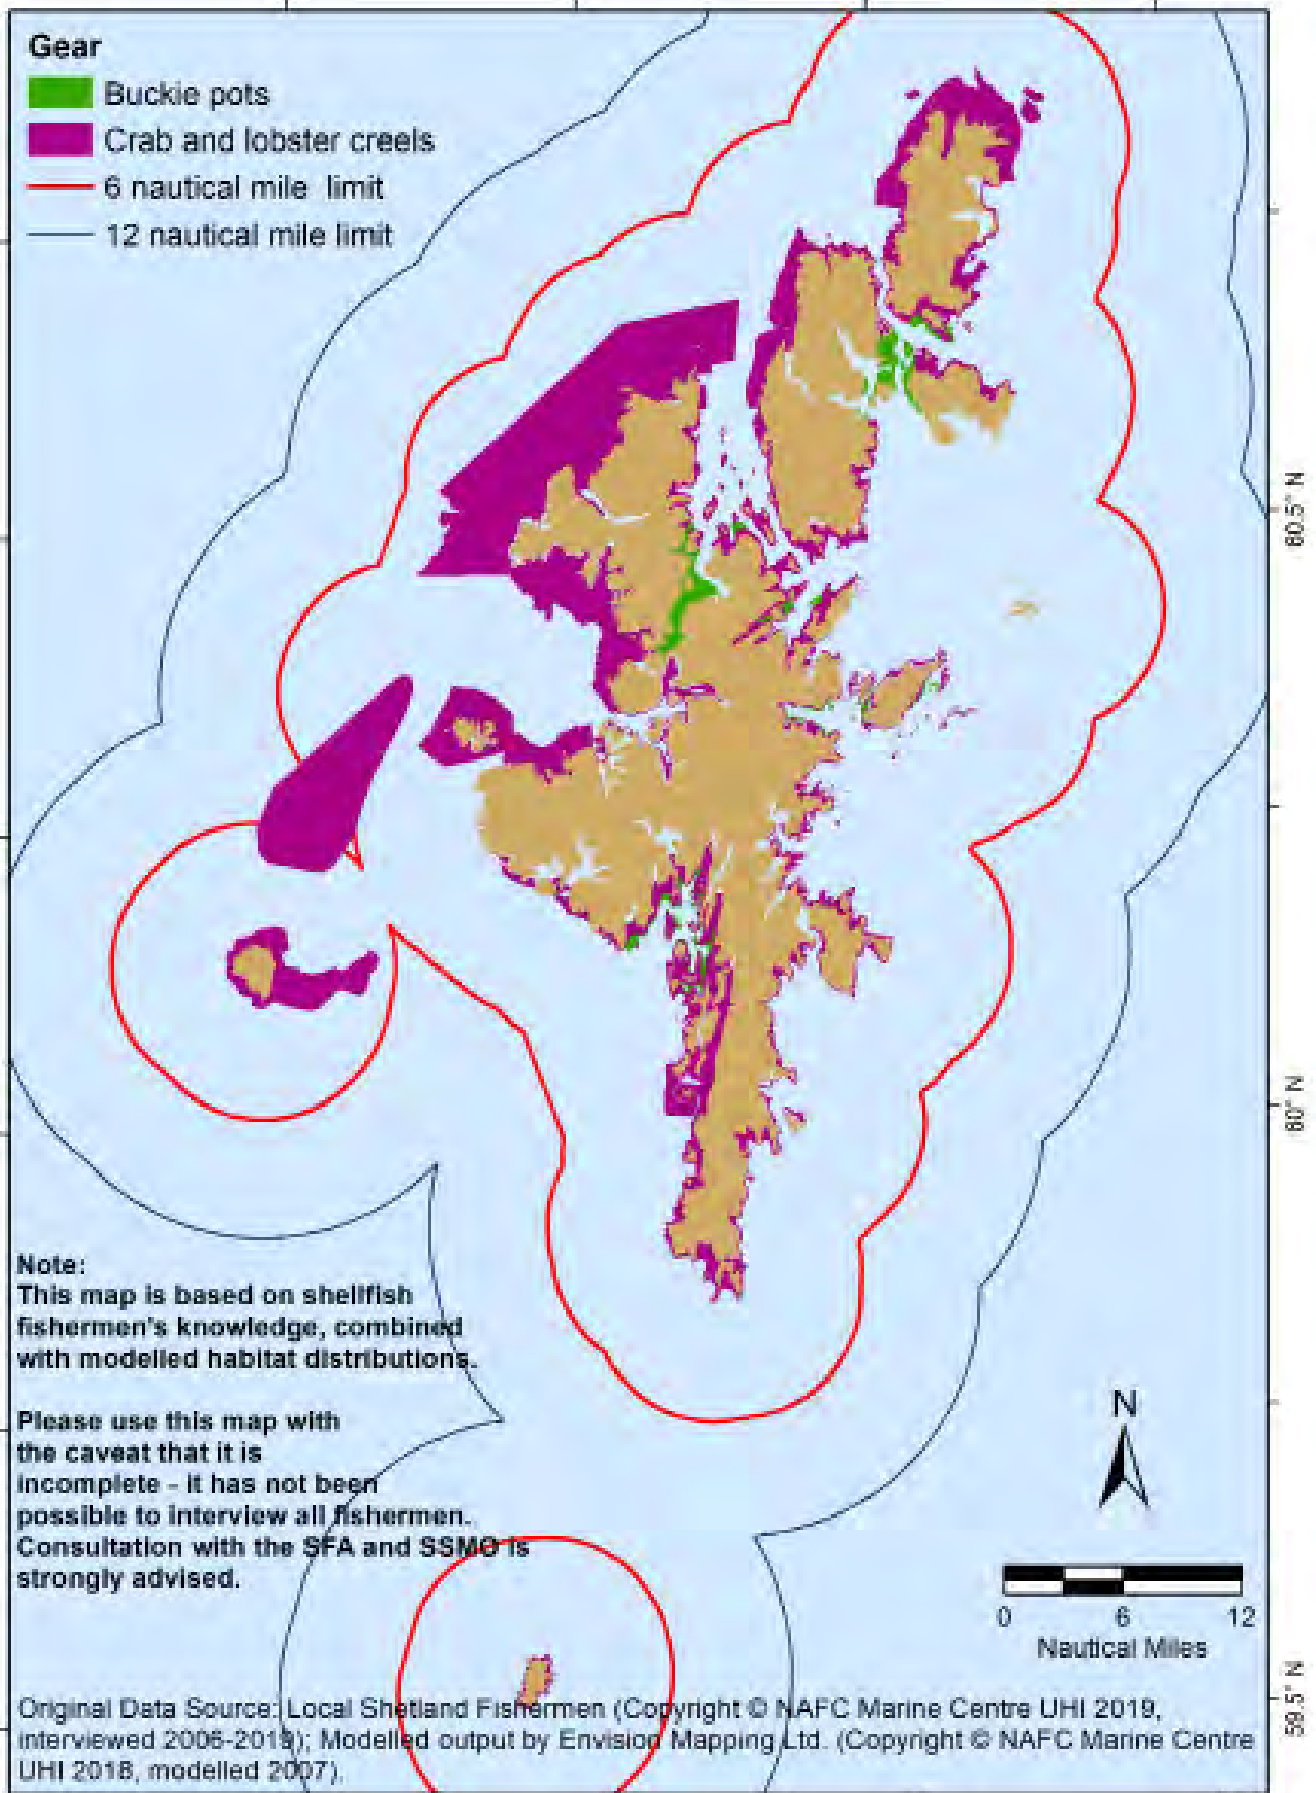 Gear
Buckie pots
Crab and lobster creels
6 nautical mile limit
12 nautical mile limit
60.5° N
60° N
Note:
This map is based on shellfish
fishermen's knowledge, combined
with modelled habitat distributions.
Please use this map with
the caveat that it is
incomplete - it has not been
possible to interview all fishermen.
Consultation with the SFA and SSMO is
strongly advised.
N
0 6 12
Nautical Miles
59.5° N
Original Data Source: Local Shetland Fishermen (Copyright © NAFC Marine Centre UHI 2019,
interviewed 2006-2019); Modelled output by Envision Mapping Ltd. (Copyright © NAFC Marine Centre
UHI 2018, modelled 2007).